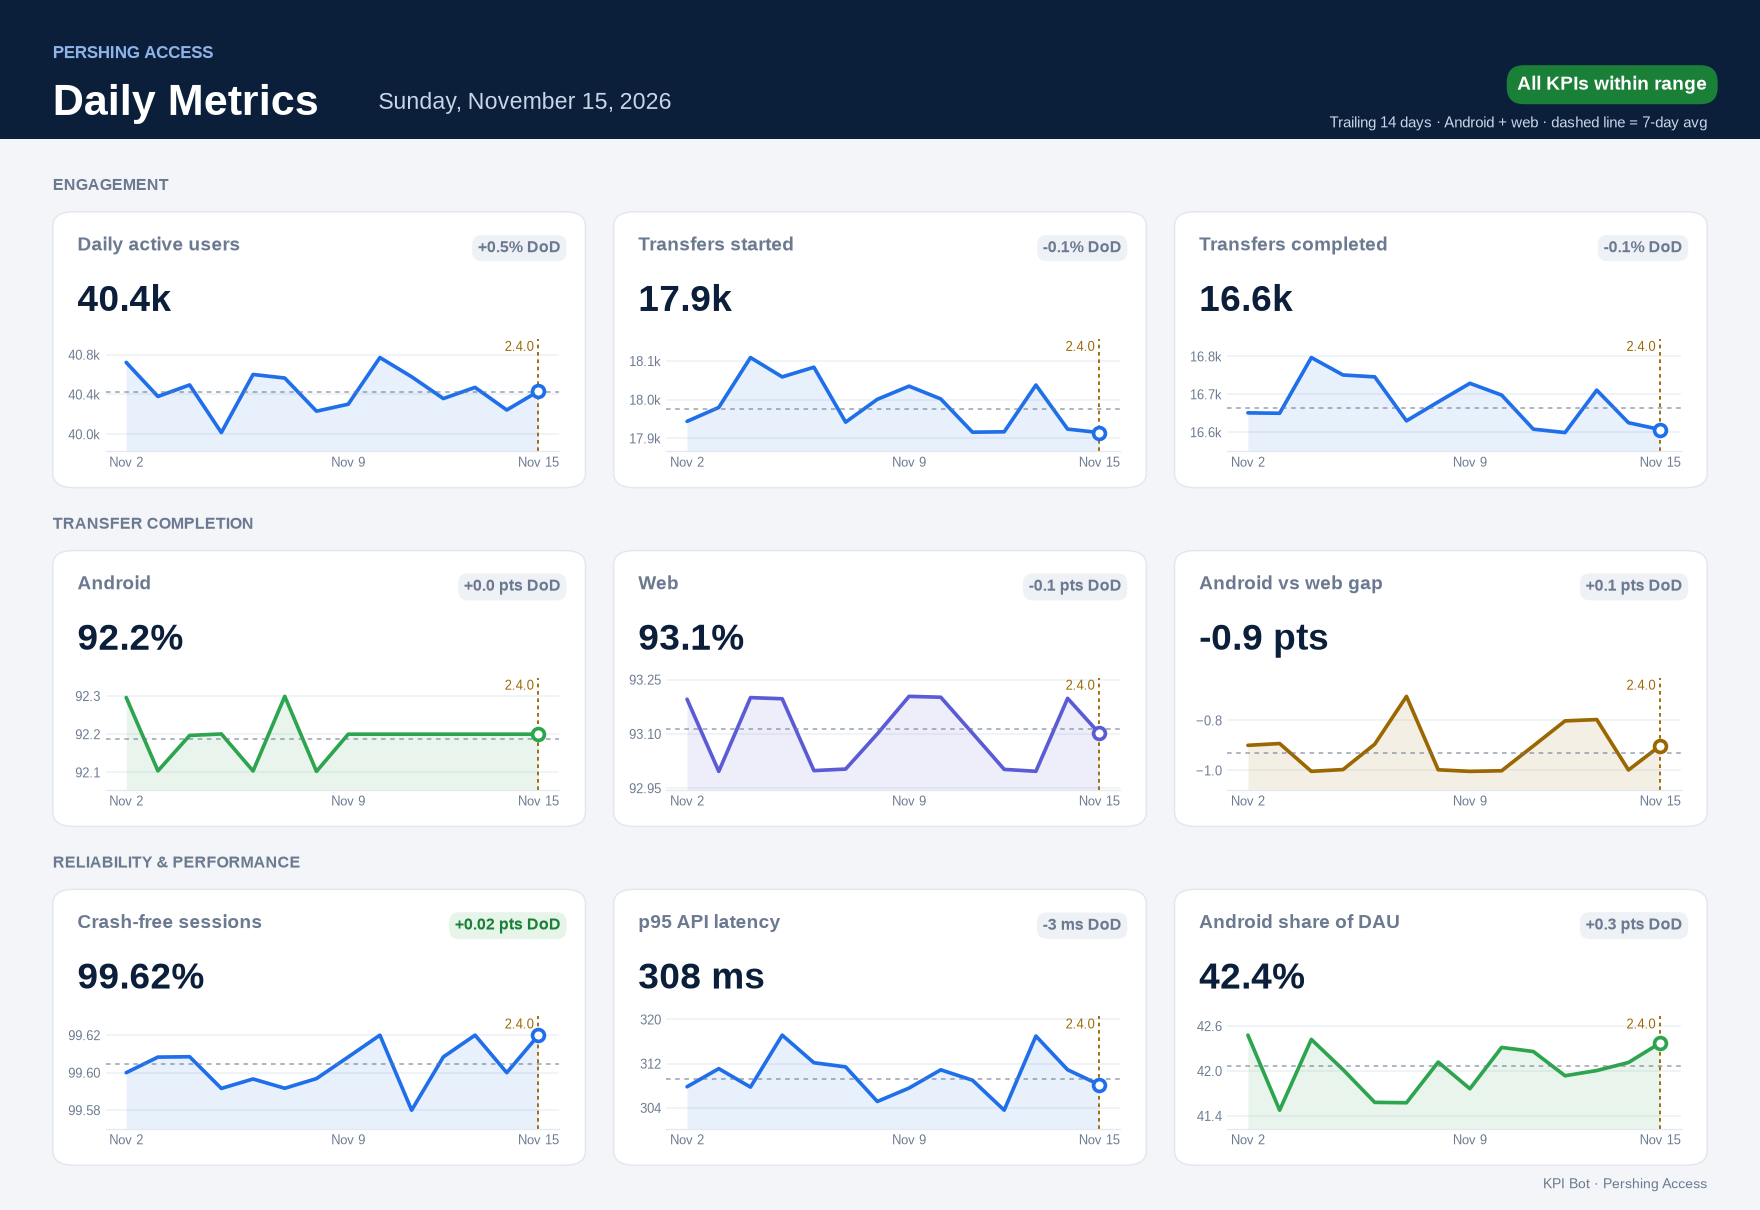 PERSHING ACCESS
Daily Metrics
Sunday, November 15, 2026
All KPIs within range
Trailing 14 days · Android + web · dashed line = 7-day avg
ENGAGEMENT
Daily active users
+0.5% DoD
40.4k
2.4.0
40.8k
40.4k
40.0k
Nov 2
Nov 9
Nov 15
Transfers started
-0.1% DoD
17.9k
2.4.0
18.1k
18.0k
17.9k
Nov 2
Nov 9
Nov 15
Transfers completed
-0.1% DoD
16.6k
2.4.0
16.8k
16.7k
16.6k
Nov 2
Nov 9
Nov 15
TRANSFER COMPLETION
Android
+0.0 pts DoD
92.2%
2.4.0
92.3
92.2
92.1
Nov 2
Nov 9
Nov 15
Web
-0.1 pts DoD
93.1%
2.4.0
93.25
93.10
92.95
Nov 2
Nov 9
Nov 15
Android vs web gap
+0.1 pts DoD
-0.9 pts
2.4.0
−0.8
−1.0
Nov 2
Nov 9
Nov 15
RELIABILITY & PERFORMANCE
Crash-free sessions
+0.02 pts DoD
99.62%
2.4.0
99.62
99.60
99.58
Nov 2
Nov 9
Nov 15
p95 API latency
-3 ms DoD
308 ms
2.4.0
320
312
304
Nov 2
Nov 9
Nov 15
Android share of DAU
+0.3 pts DoD
42.4%
2.4.0
42.6
42.0
41.4
Nov 2
Nov 9
Nov 15
KPI Bot · Pershing Access